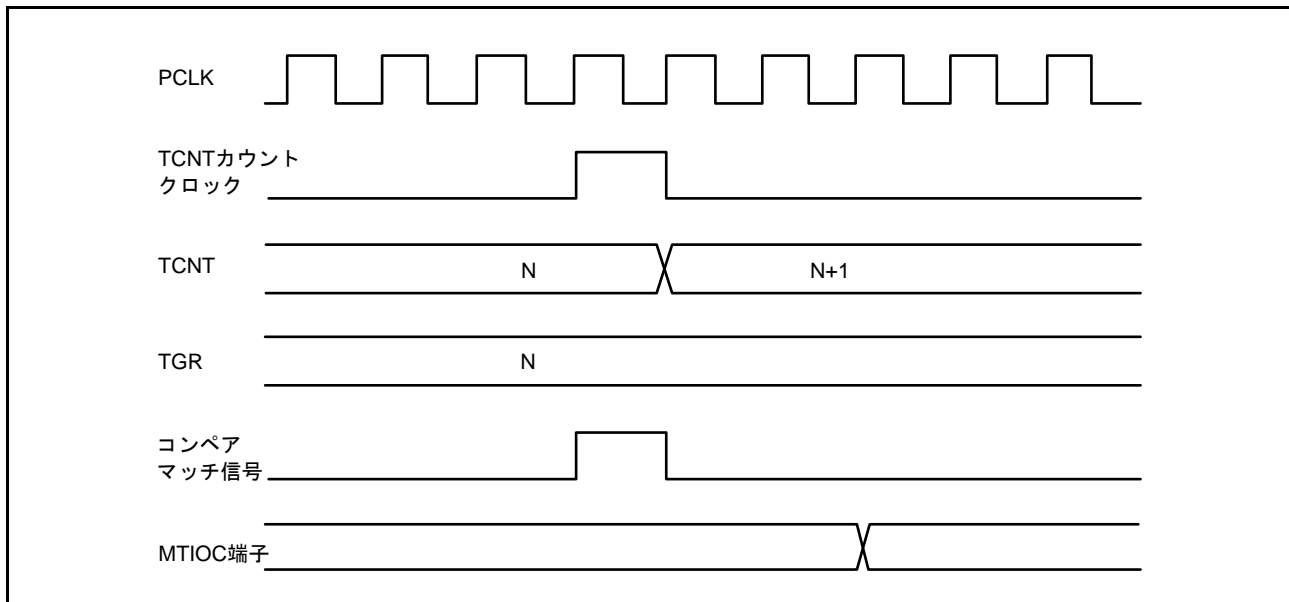 PCLK
TCNTカウント
クロック
TCNT
N
N+1
TGR
N
コンペア
マッチ信号
MTIOC端子